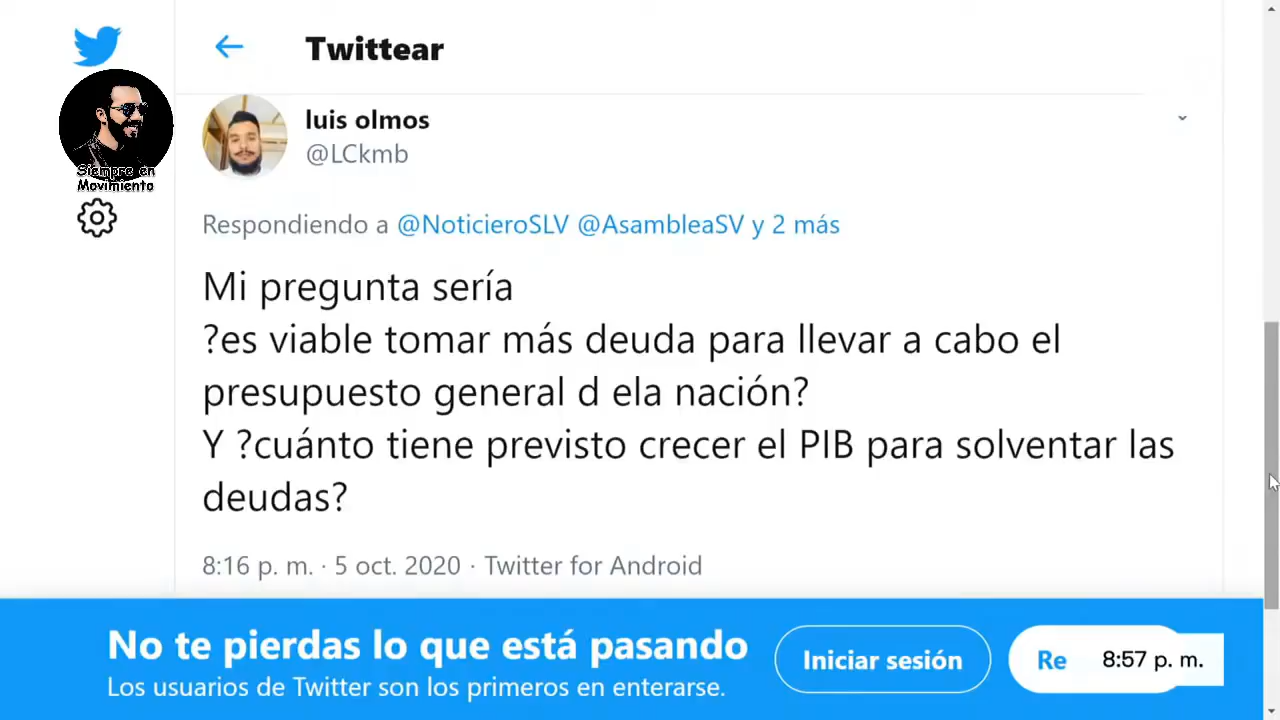 Twittear
luis olmos
@LCkmb
Siempre en
Movimiento
Respondiendo a @NoticieroSLV @AsambleaSV y 2 más
Mi pregunta sería
?es viable tomar más deuda para llevar a cabo el
presupuesto general d ela nación?
Y ?cuánto tiene previsto crecer el PIB para solventar las
deudas?
8:16 p. m. · 5 oct. 2020 · Twitter for Android
No te pierdas lo que está pasando
Los usuarios de Twitter son los primeros en enterarse.
Iniciar sesión
Re
8:57 p. m.